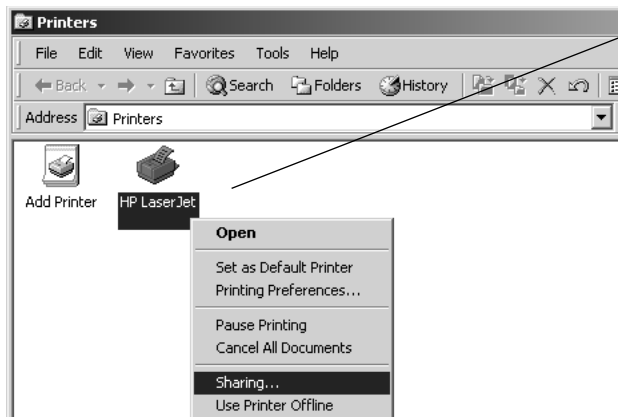 Printers
File Edit View Favorites Tools Help
Back Search Folders History
Address Printers
Add Printer HP LaserJet
Open
Set as Default Printer
Printing Preferences...
Pause Printing
Cancel All Documents
Sharing...
Use Printer Offline